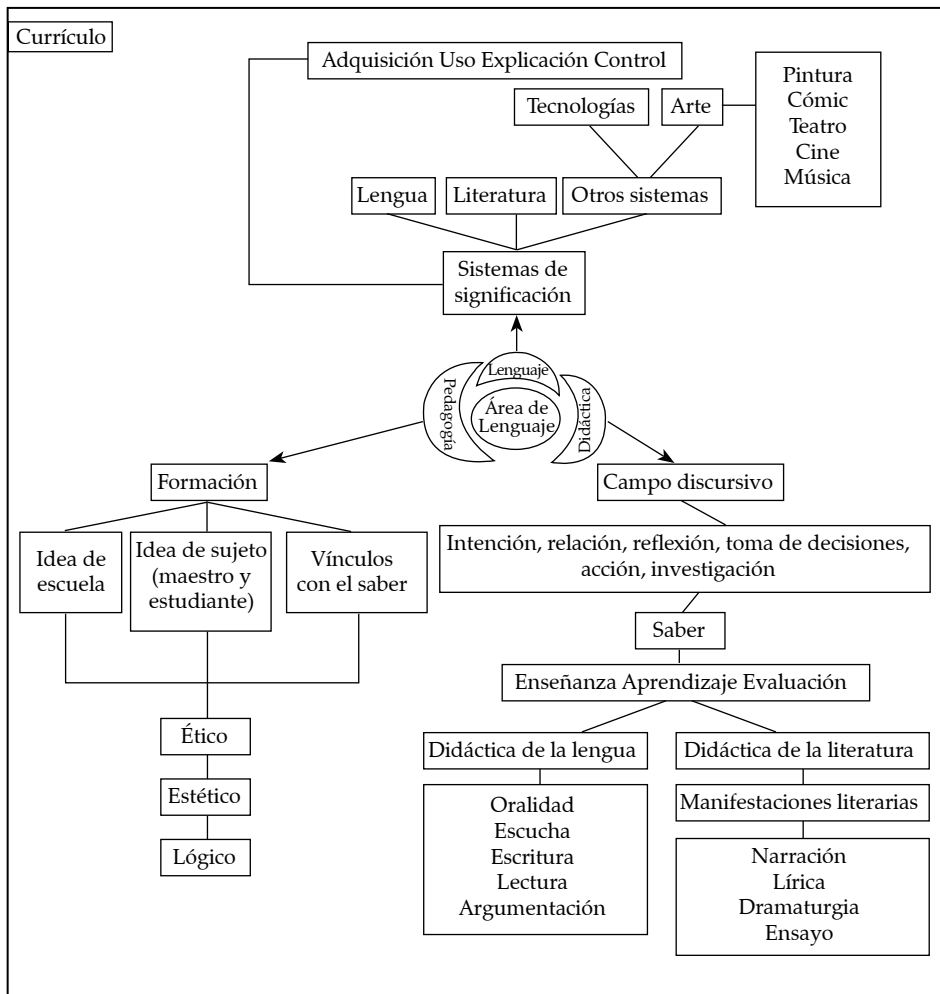 Currículo
Adquisición Uso Explicación Control
Tecnologías
Arte
Pintura
Cómic
Teatro
Cine
Música
Lengua
Literatura
Otros sistemas
Sistemas de
significación
Lenguaje
Pedagogía
Área de
Lenguaje
Didáctica
Formación
Campo discursivo
Idea de
escuela
Idea de sujeto
(maestro y
estudiante)
Vínculos
con el saber
Intención, relación, reflexión, toma de decisiones,
acción, investigación
Saber
Enseñanza Aprendizaje Evaluación
Ético
Estético
Lógico
Didáctica de la lengua
Didáctica de la literatura
Oralidad
Escucha
Escritura
Lectura
Argumentación
Manifestaciones literarias
Narración
Lírica
Dramaturgia
Ensayo